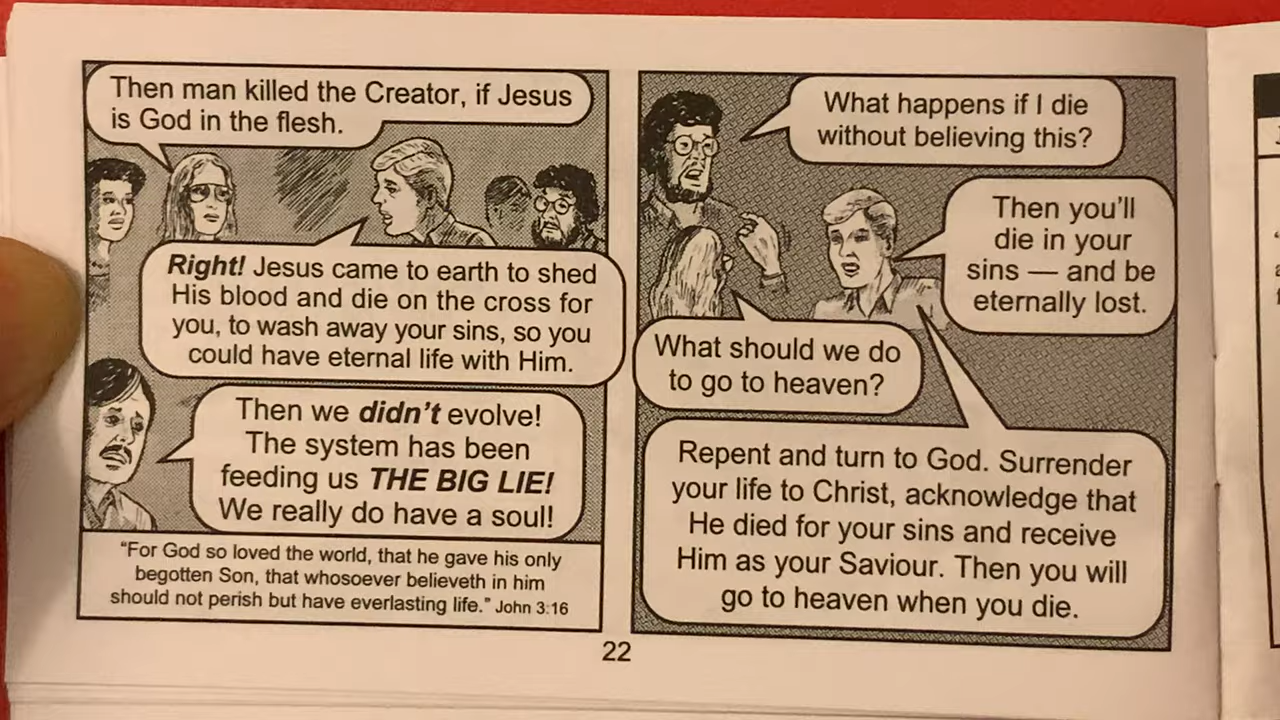 Then man killed the Creator, if Jesus
is God in the flesh.
Right! Jesus came to earth to shed
His blood and die on the cross for
you, to wash away your sins, so you
could have eternal life with Him.
Then we didn't evolve!
The system has been
feeding us THE BIG LIE!
We really do have a soul!
"For God so loved the world, that he gave his only
begotten Son, that whosoever believeth in him
should not perish but have everlasting life." John 3:16
What happens if I die
without believing this?
Then you'll
die in your
sins — and be
eternally lost.
What should we do
to go to heaven?
Repent and turn to God. Surrender
your life to Christ, acknowledge that
He died for your sins and receive
Him as your Saviour. Then you will
go to heaven when you die.
22